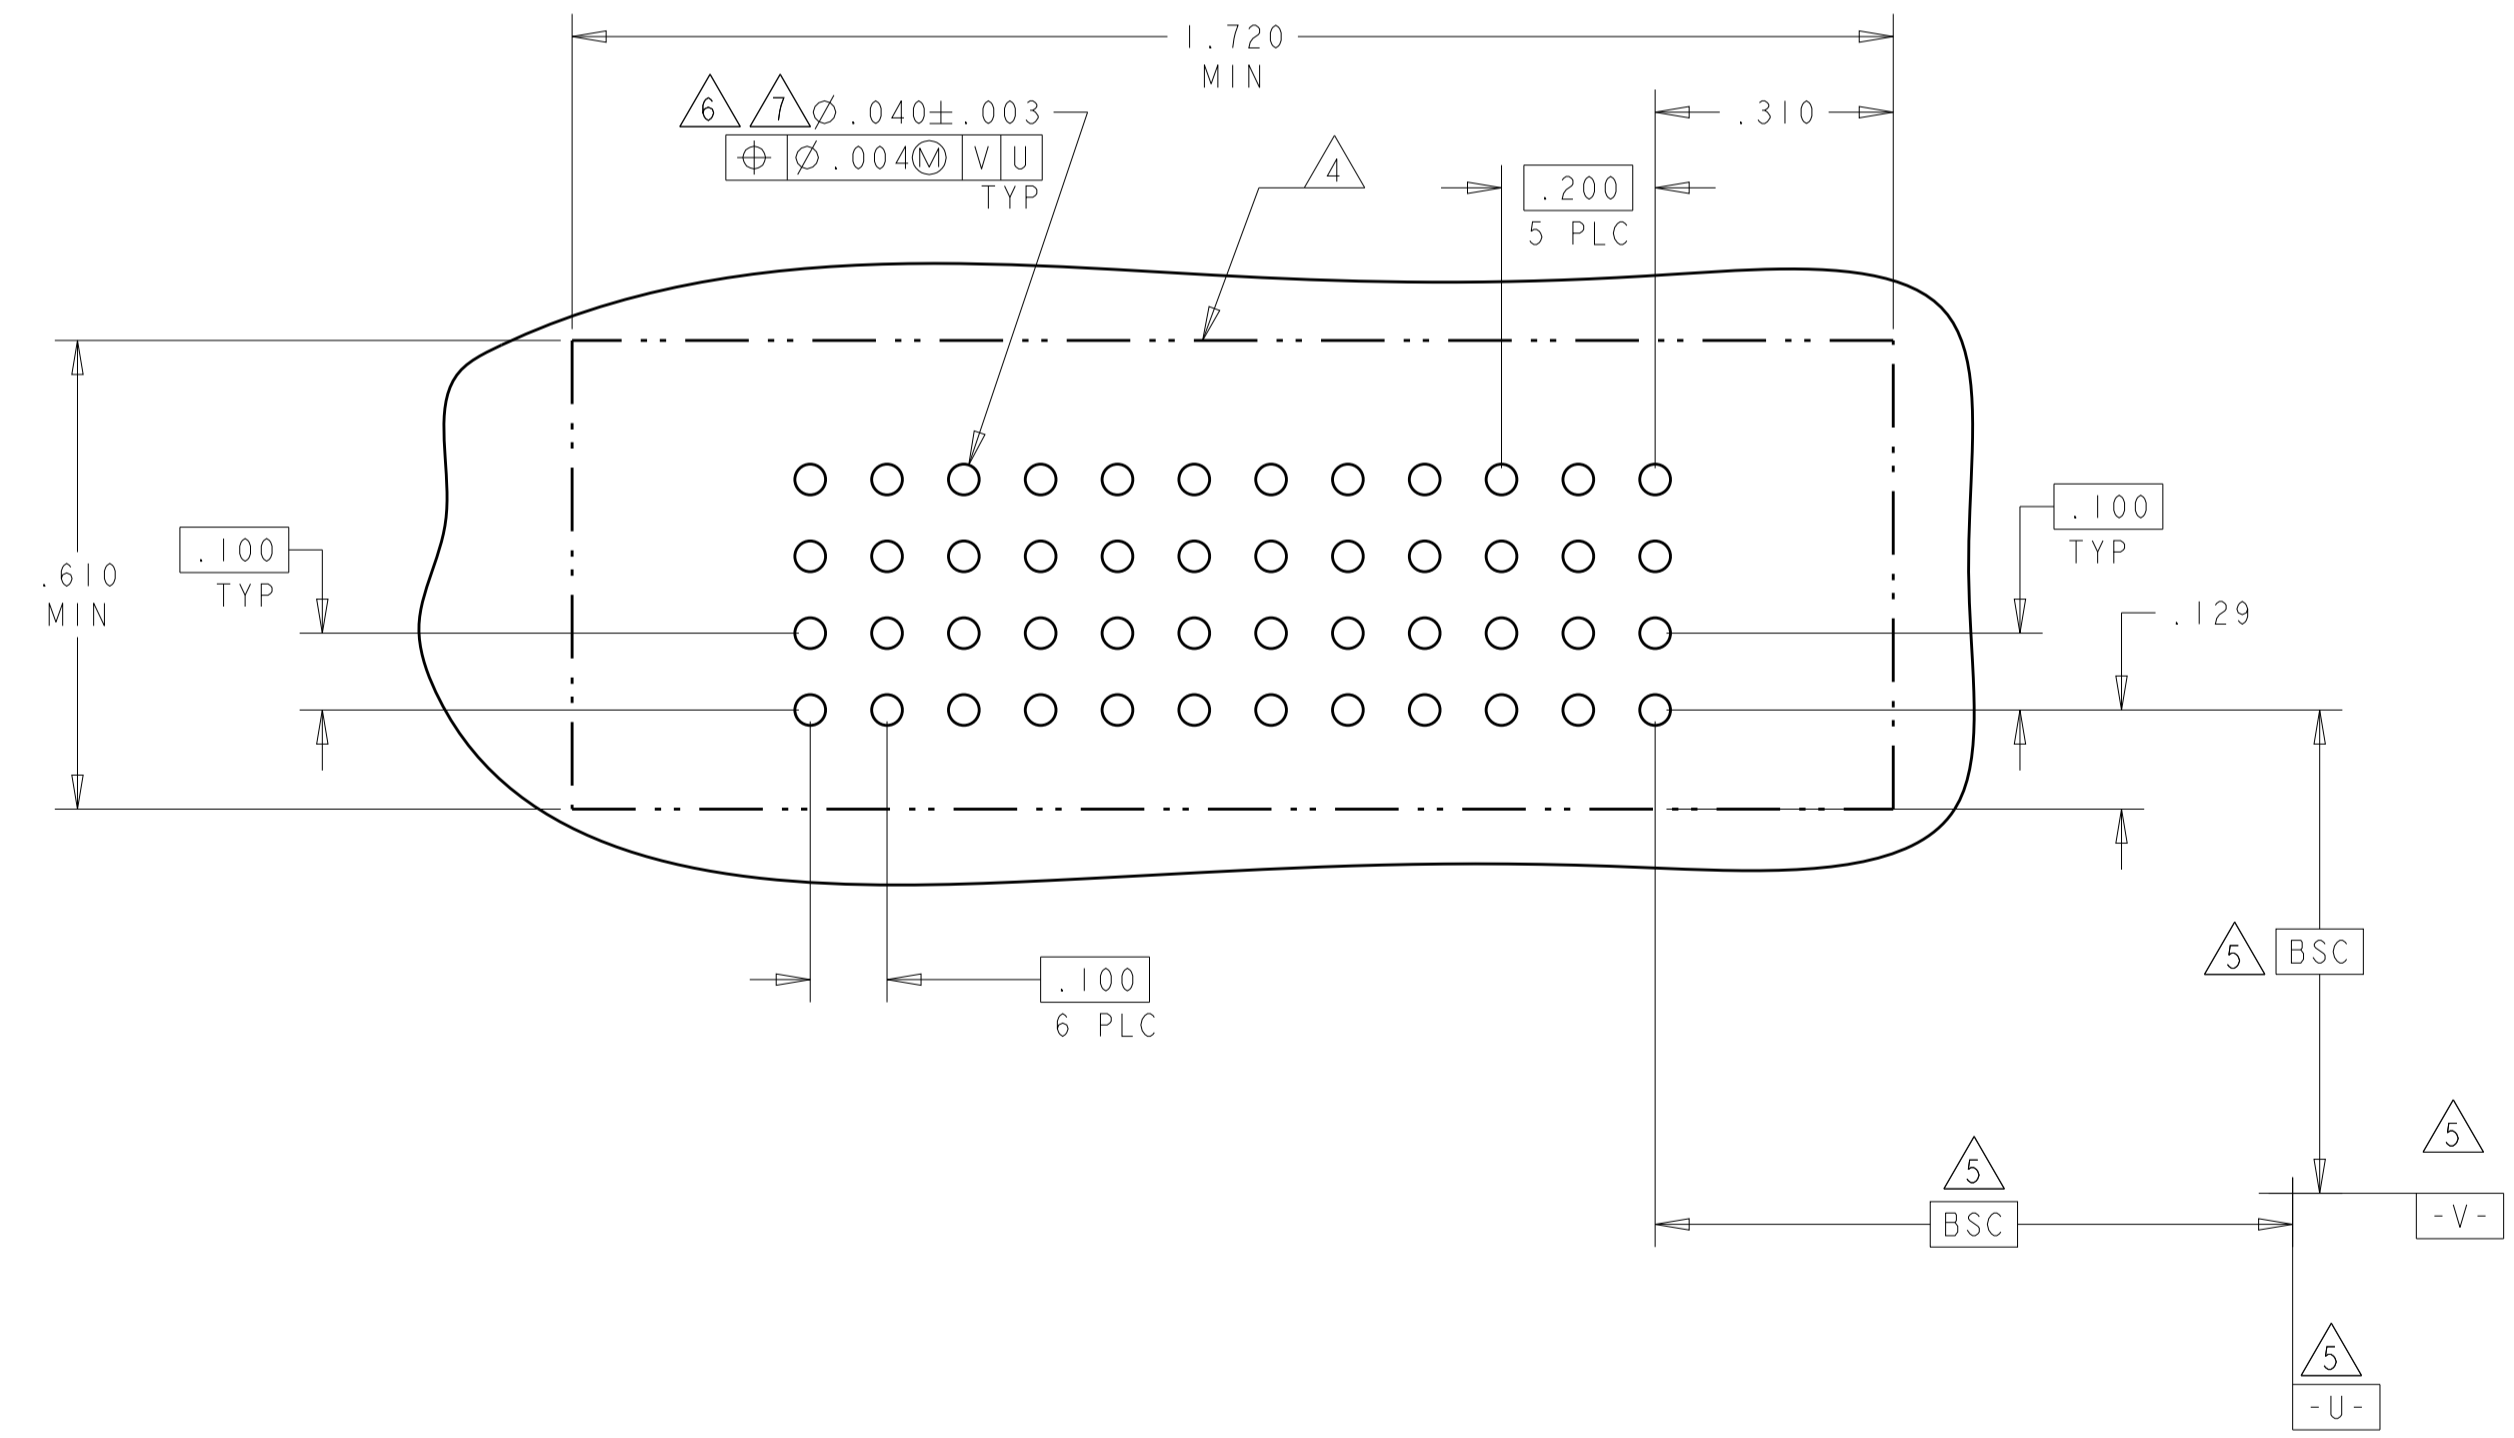 1.720
MIN
6 7 ⌀.040±.003
⌖ ⌀.004Ⓜ V U
TYP
.310
4
.200
5 PLC
.100
TYP
.610
MIN
.100
TYP
.129
5 BSC
.100
6 PLC
5
-V-
5
BSC
5
-U-